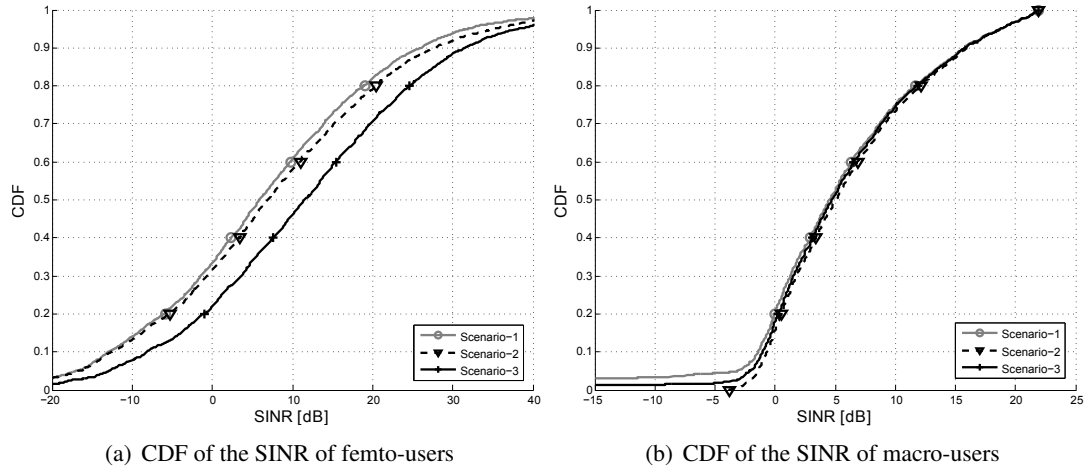 1
0.9
0.8
0.7
0.6
0.5
0.4
0.3
0.2
0.1
0
CDF
−20 −10 0 10 20 30 40
SINR [dB]
Scenario−1
Scenario−2
Scenario−3
(a) CDF of the SINR of femto-users
1
0.9
0.8
0.7
0.6
0.5
0.4
0.3
0.2
0.1
0
CDF
−15 −10 −5 0 5 10 15 20 25
SINR [dB]
Scenario−1
Scenario−2
Scenario−3
(b) CDF of the SINR of macro-users